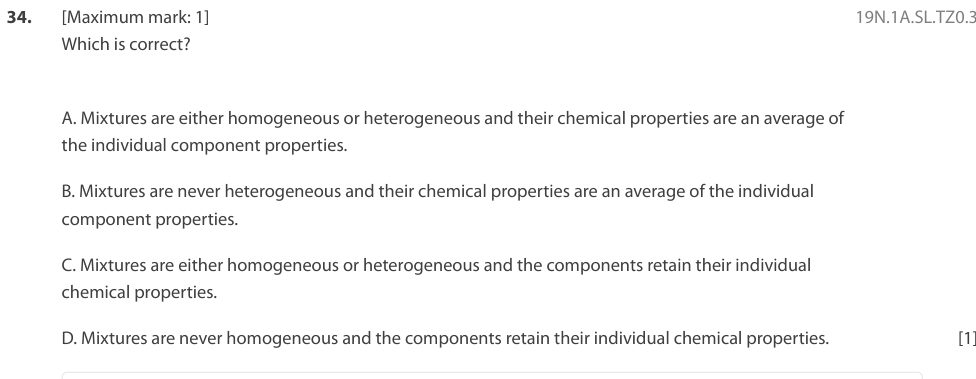 34. [Maximum mark: 1] 19N.1A.SL.TZ0.3
Which is correct?
A. Mixtures are either homogeneous or heterogeneous and their chemical properties are an average of
the individual component properties.
B. Mixtures are never heterogeneous and their chemical properties are an average of the individual
component properties.
C. Mixtures are either homogeneous or heterogeneous and the components retain their individual
chemical properties.
D. Mixtures are never homogeneous and the components retain their individual chemical properties. [1]